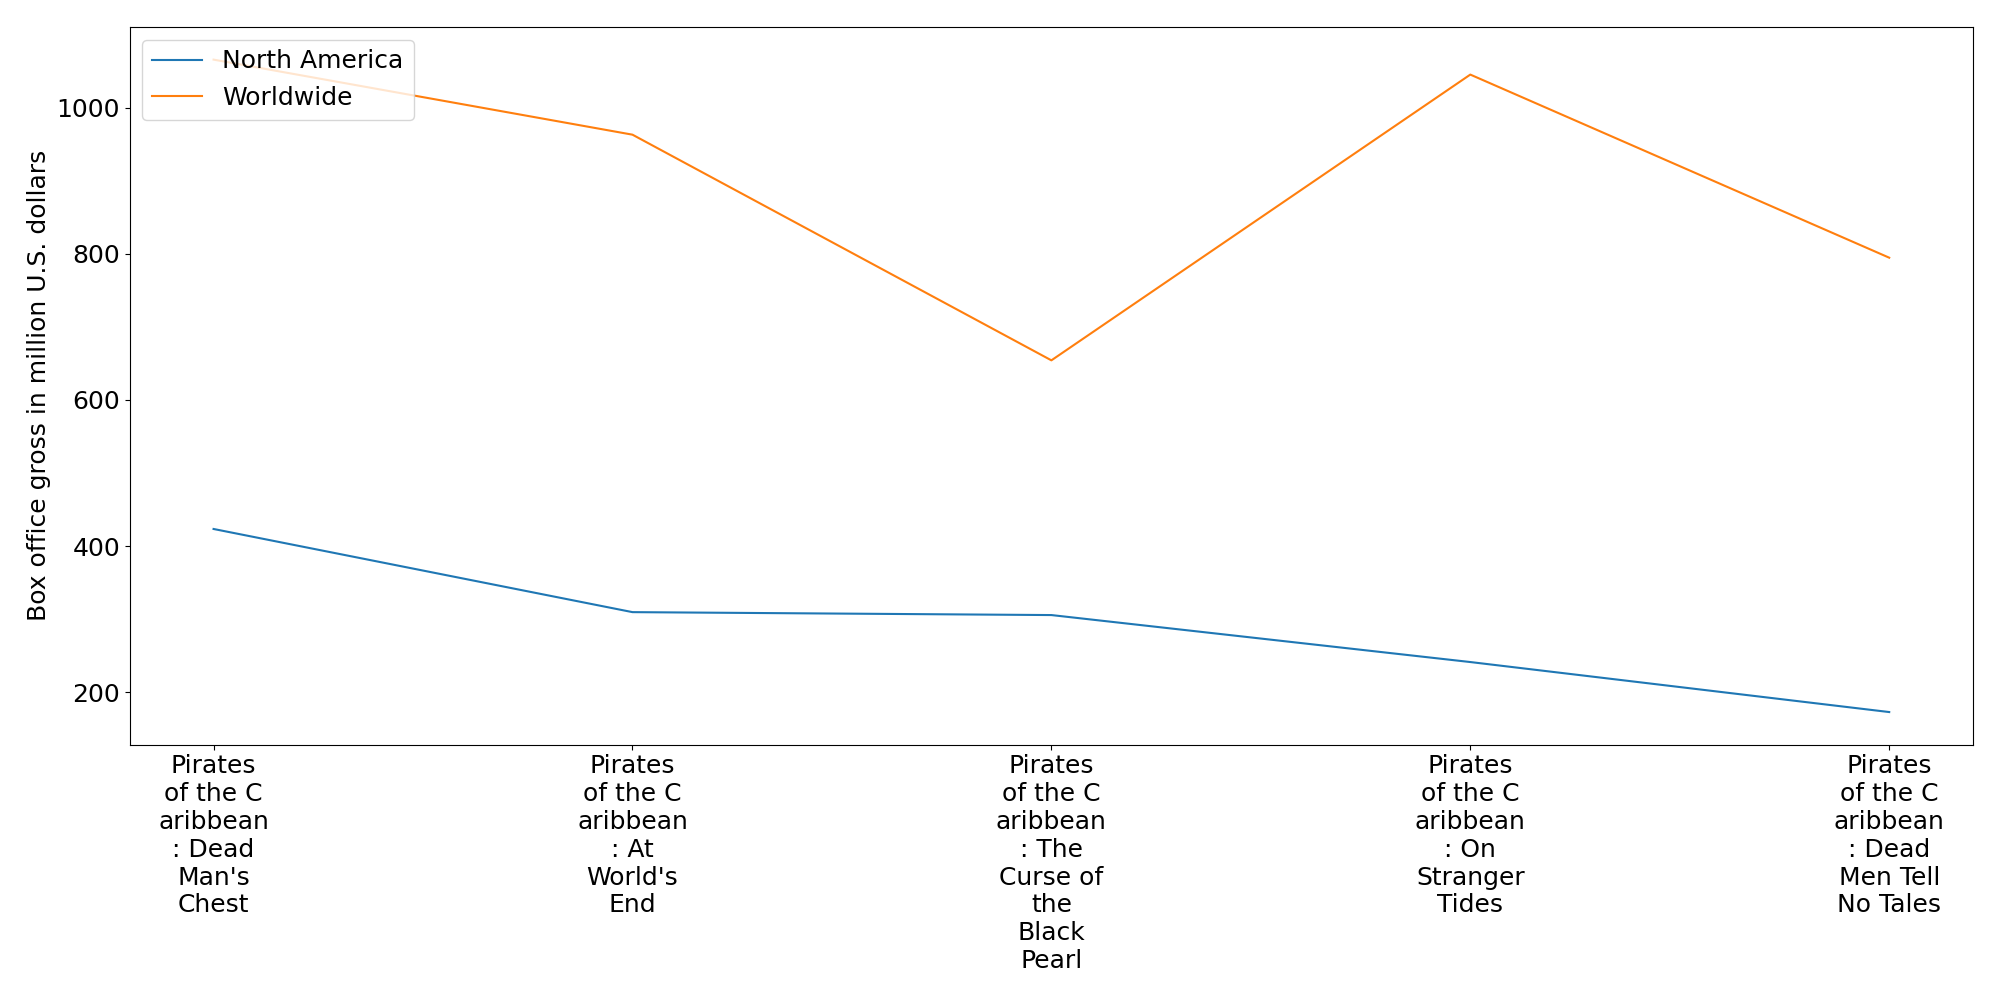 North America
Worldwide
Box office gross in million U.S. dollars
1000
800
600
400
200
Pirates
of the C
aribbean
: Dead
Man's
Chest
Pirates
of the C
aribbean
: At
World's
End
Pirates
of the C
aribbean
: The
Curse of
the
Black
Pearl
Pirates
of the C
aribbean
: On
Stranger
Tides
Pirates
of the C
aribbean
: Dead
Men Tell
No Tales